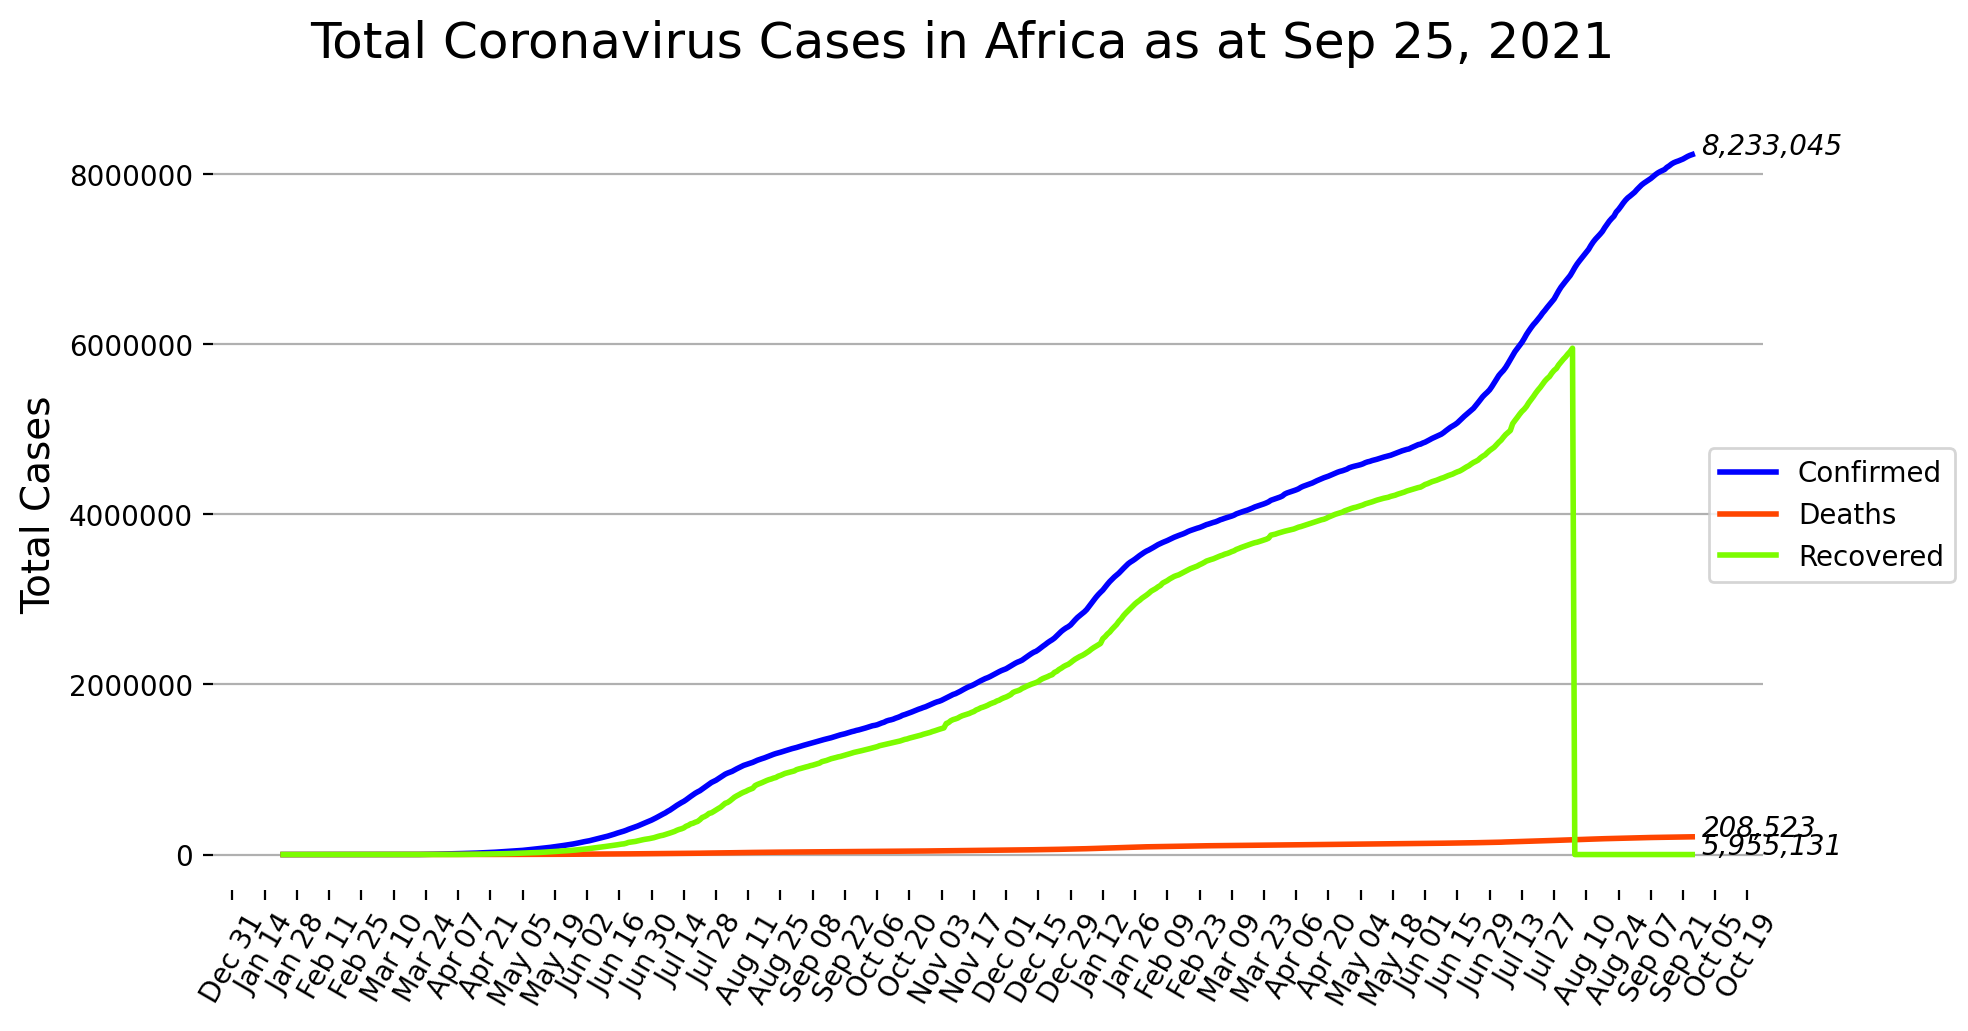 Total Coronavirus Cases in Africa as at Sep 25, 2021
Total Cases
8000000
6000000
4000000
2000000
0
8,233,045
208,523
5,955,131
Confirmed
Deaths
Recovered
Dec 31
Jan 14
Jan 28
Feb 11
Feb 25
Mar 10
Mar 24
Apr 07
Apr 21
May 05
May 19
Jun 02
Jun 16
Jun 30
Jul 14
Jul 28
Aug 11
Aug 25
Sep 08
Sep 22
Oct 06
Oct 20
Nov 03
Nov 17
Dec 01
Dec 15
Dec 29
Jan 12
Jan 26
Feb 09
Feb 23
Mar 09
Mar 23
Apr 06
Apr 20
May 04
May 18
Jun 01
Jun 15
Jun 29
Jul 13
Jul 27
Aug 10
Aug 24
Sep 07
Sep 21
Oct 05
Oct 19